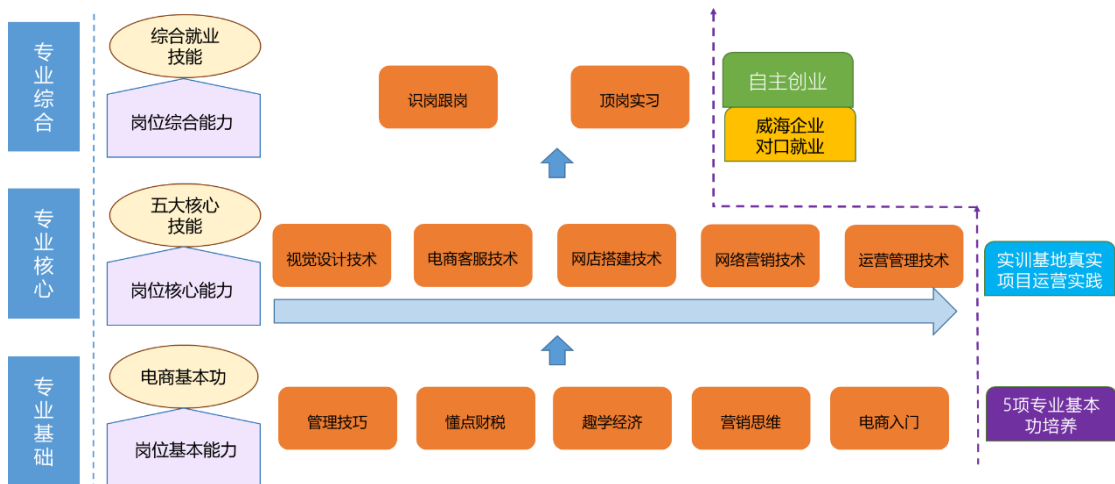 专业综合
综合就业
技能
岗位综合能力
识岗跟岗
顶岗实习
自主创业
威海企业
对口就业
专业核心
五大核心
技能
岗位核心能力
视觉设计技术
电商客服技术
网店搭建技术
网络营销技术
运营管理技术
实训基地真实
项目运营实践
专业基础
电商基本功
岗位基本能力
管理技巧
懂点财税
趣学经济
营销思维
电商入门
5项专业基本
功培养